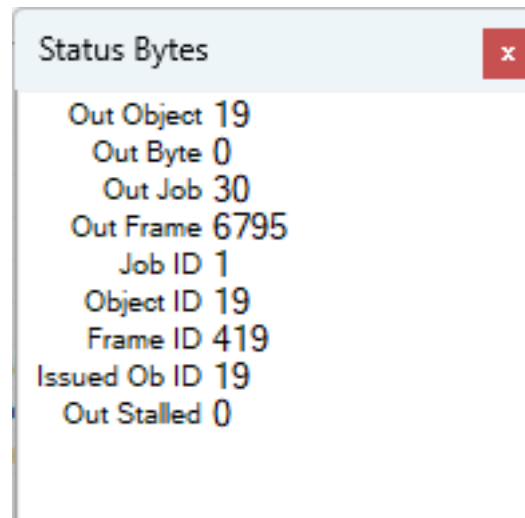 Status Bytes x
Out Object 19
Out Byte 0
Out Job 30
Out Frame 6795
Job ID 1
Object ID 19
Frame ID 419
Issued Ob ID 19
Out Stalled 0